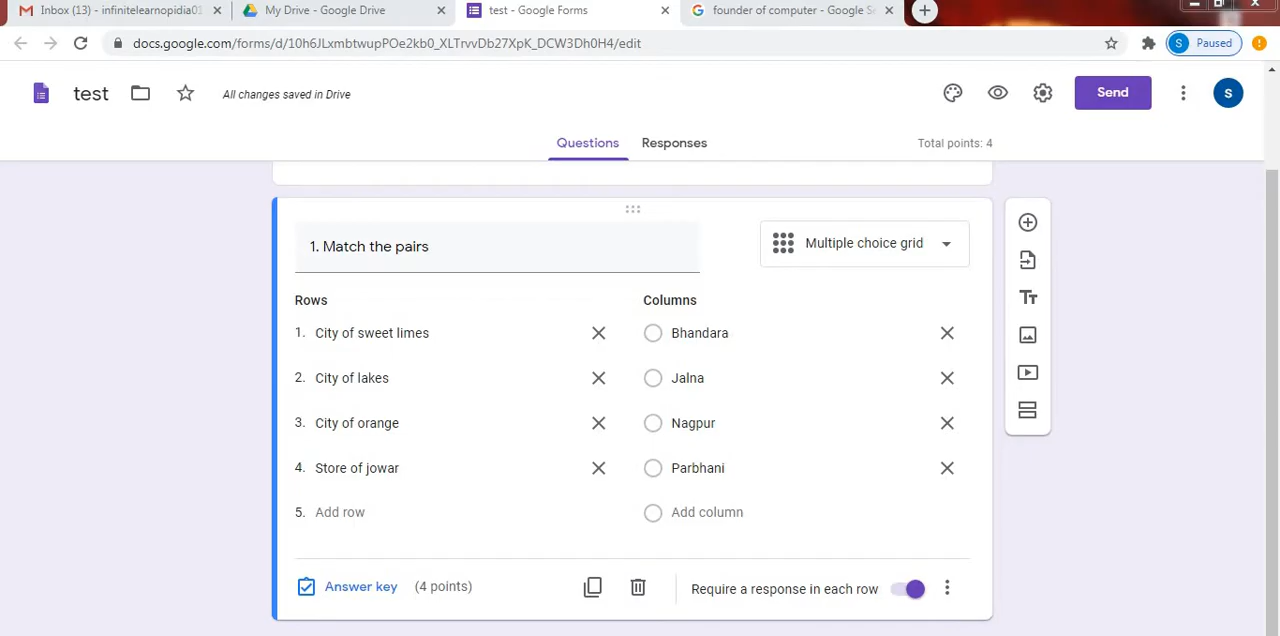 Inbox (13) - infinitelearnopidia01
My Drive - Google Drive
test - Google Forms
founder of computer - Google Se
docs.google.com/forms/d/10h6JLxmbtwupPOe2kb0_XLTrvvDb27XpK_DCW3Dh0H4/edit
S Paused
test
All changes saved in Drive
Send
S
Questions
Responses
Total points: 4
1. Match the pairs
Multiple choice grid
Rows
Columns
1. City of sweet limes
Bhandara
2. City of lakes
Jalna
3. City of orange
Nagpur
4. Store of jowar
Parbhani
5. Add row
Add column
Answer key (4 points)
Require a response in each row